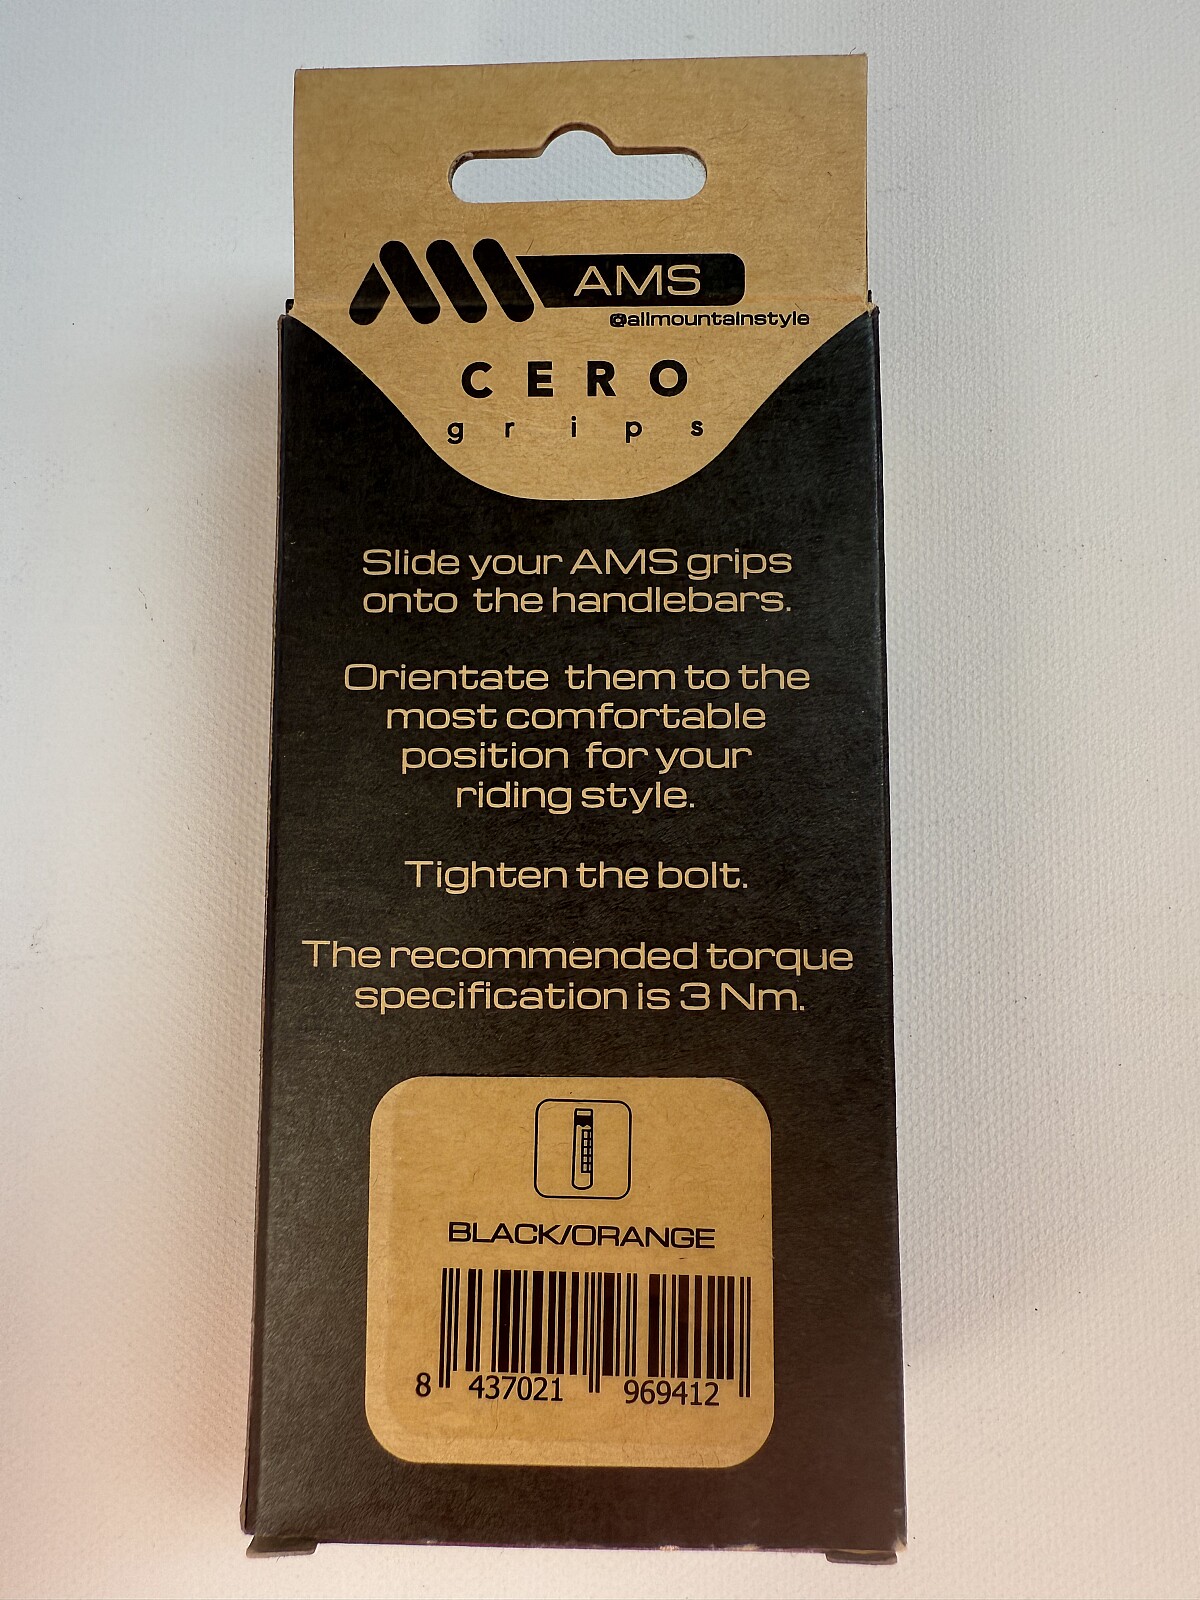 AMS
@allmountainstyle
CERO
grips
Slide your AMS grips
onto the handlebars.
Orientate them to the
most comfortable
position for your
riding style.
Tighten the bolt.
The recommended torque
specification is 3 Nm.
BLACK/ORANGE
8 437021 969412